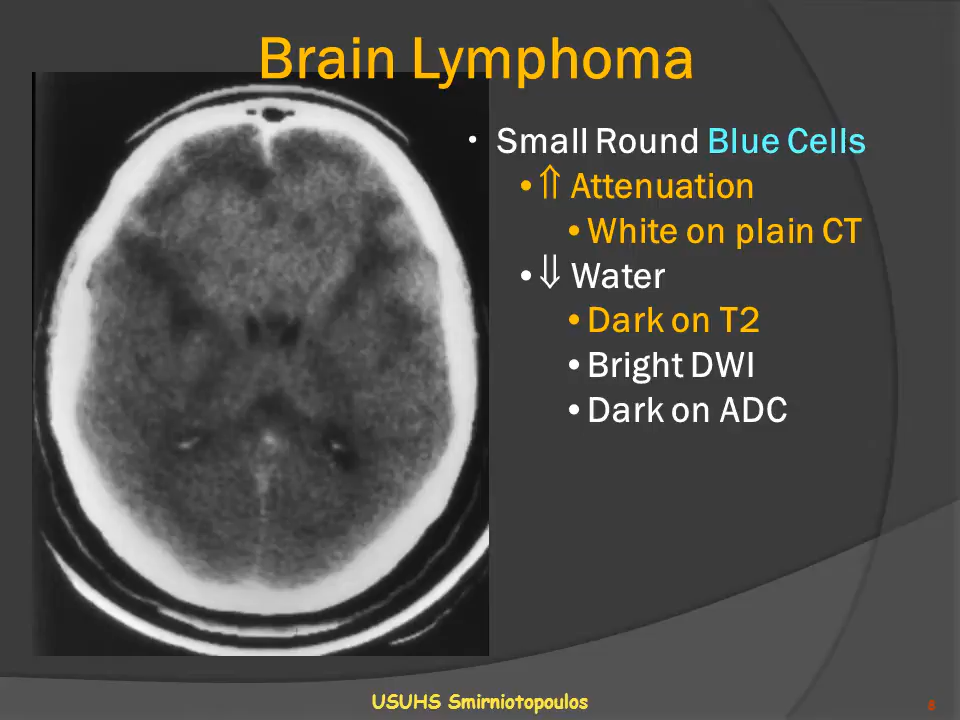 Brain Lymphoma
• Small Round Blue Cells
•⇑ Attenuation
•White on plain CT
•⇓ Water
•Dark on T2
•Bright DWI
•Dark on ADC
USUHS Smirniotopoulos
8